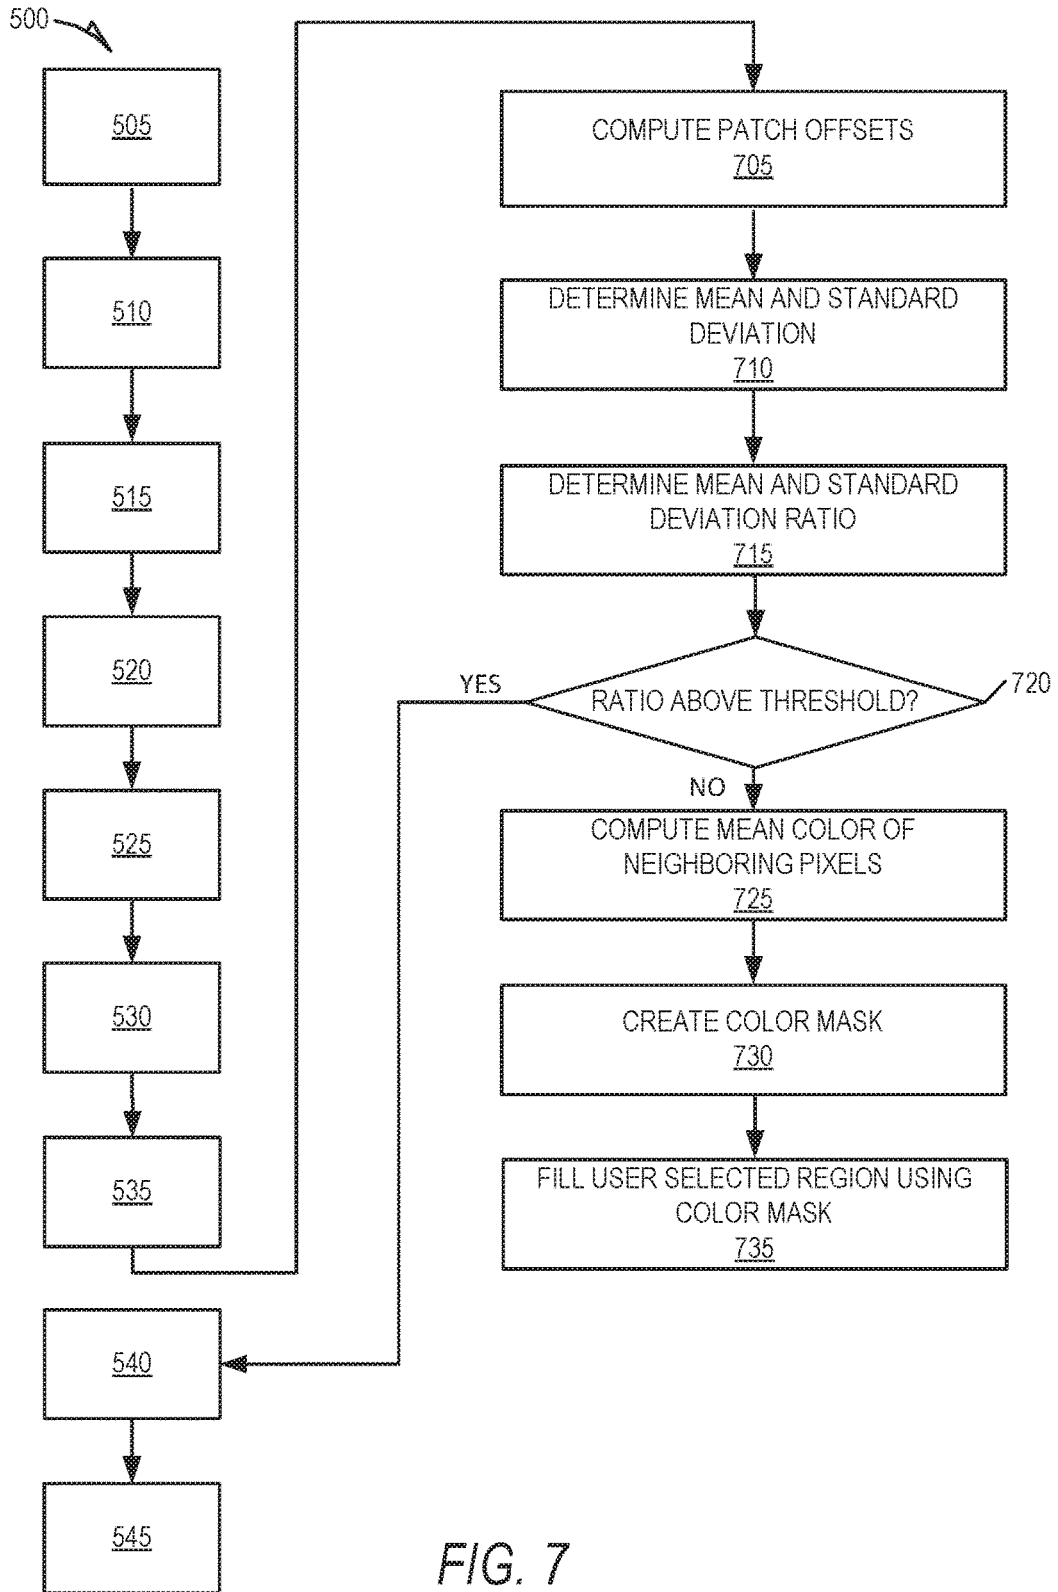 500
505
510
515
520
525
530
535
540
545
COMPUTE PATCH OFFSETS
705
DETERMINE MEAN AND STANDARD
DEVIATION
710
DETERMINE MEAN AND STANDARD
DEVIATION RATIO
715
YES
RATIO ABOVE THRESHOLD?
720
NO
COMPUTE MEAN COLOR OF
NEIGHBORING PIXELS
725
CREATE COLOR MASK
730
FILL USER SELECTED REGION USING
COLOR MASK
735
FIG. 7